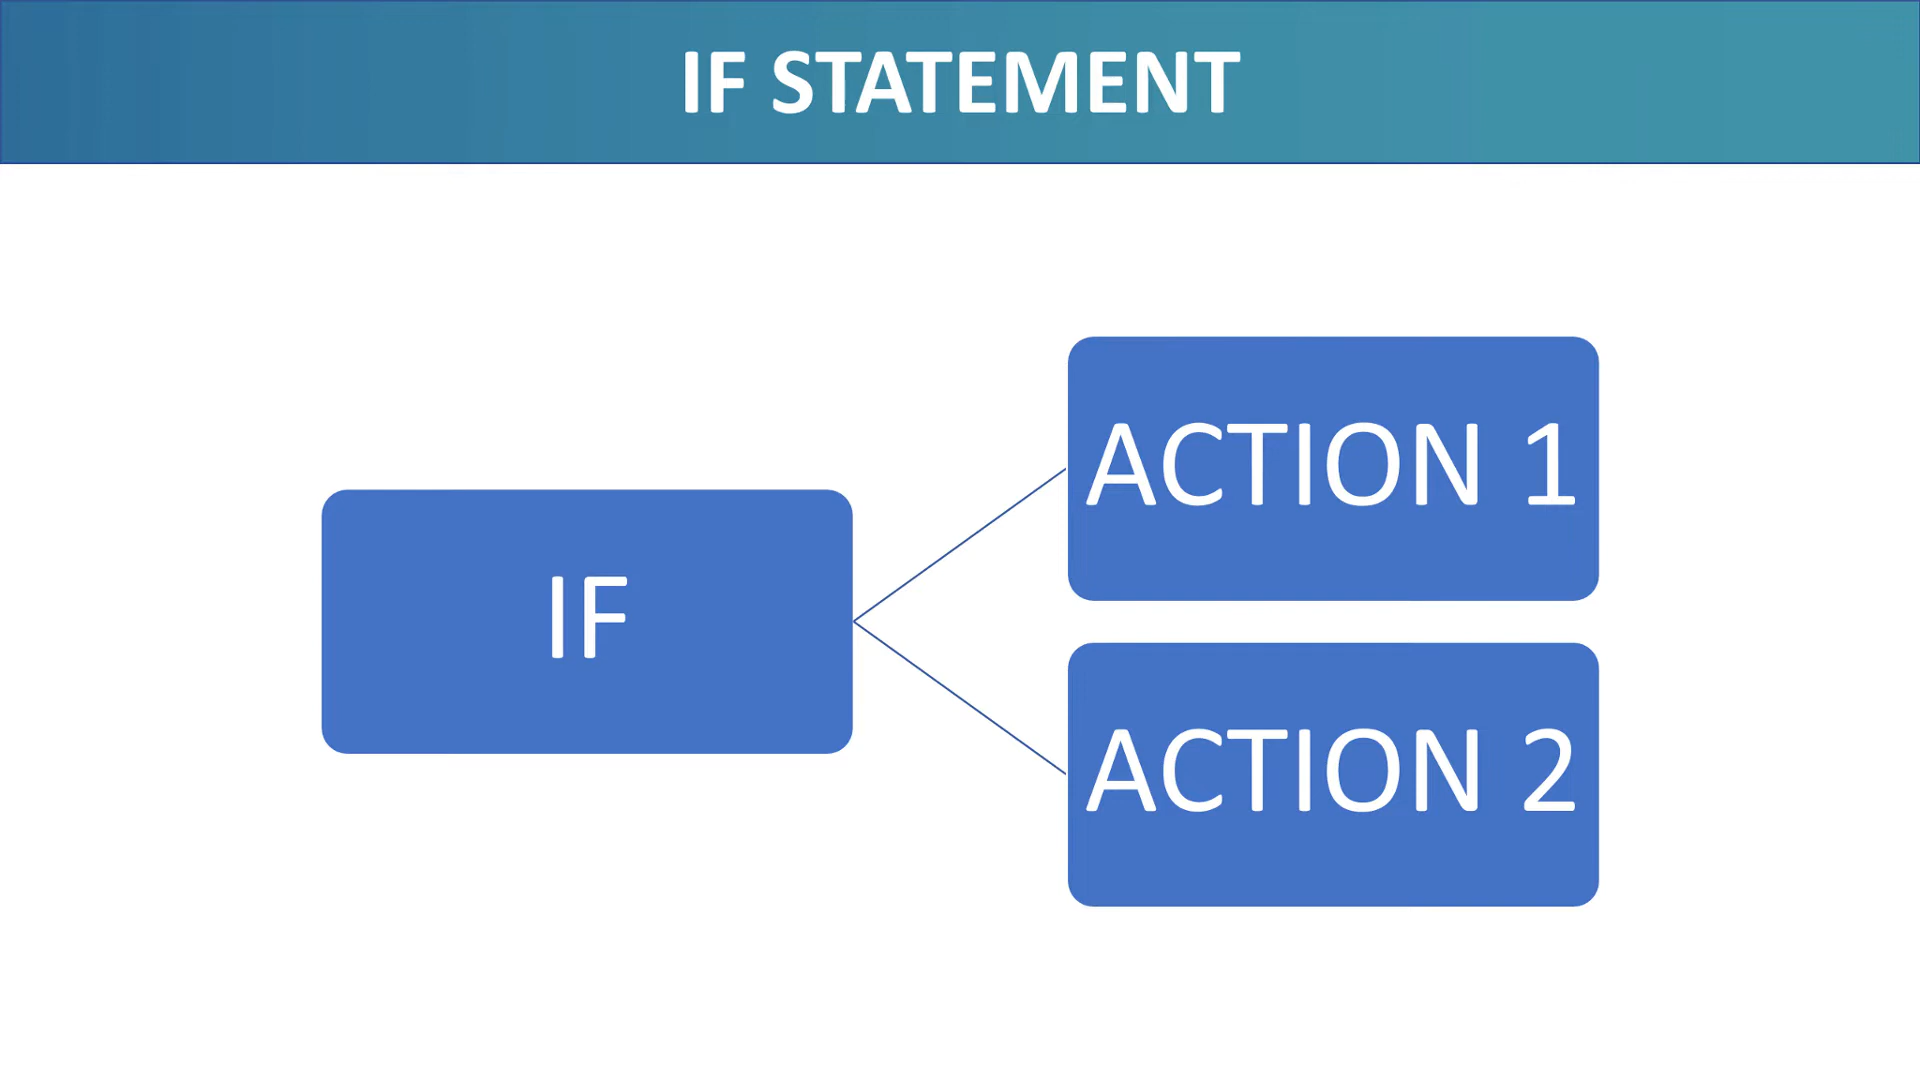 IF STATEMENT
IF
ACTION 1
ACTION 2